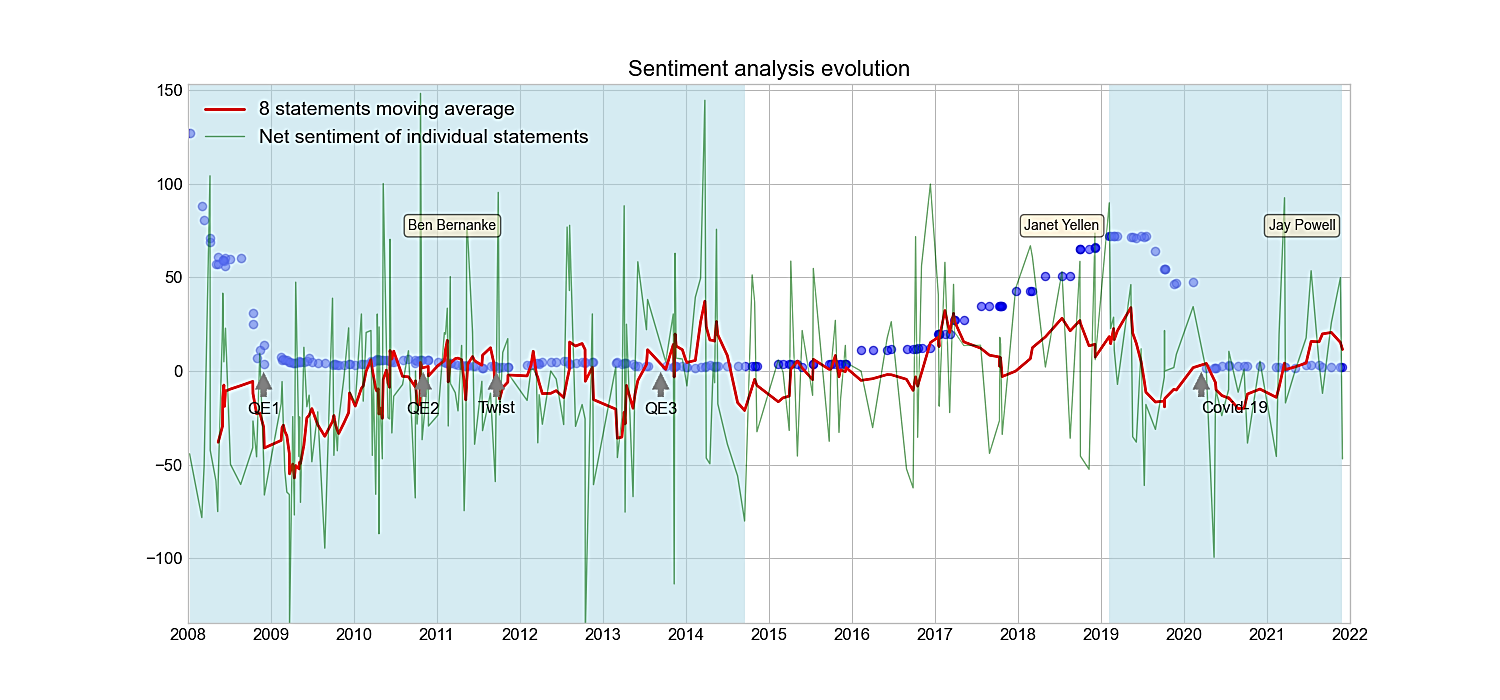 Sentiment analysis evolution
8 statements moving average
Net sentiment of individual statements
150
100
50
0
−50
−100
Ben Bernanke
Janet Yellen
Jay Powell
QE1
QE2
Twist
QE3
Covid-19
2008 2009 2010 2011 2012 2013 2014 2015 2016 2017 2018 2019 2020 2021 2022